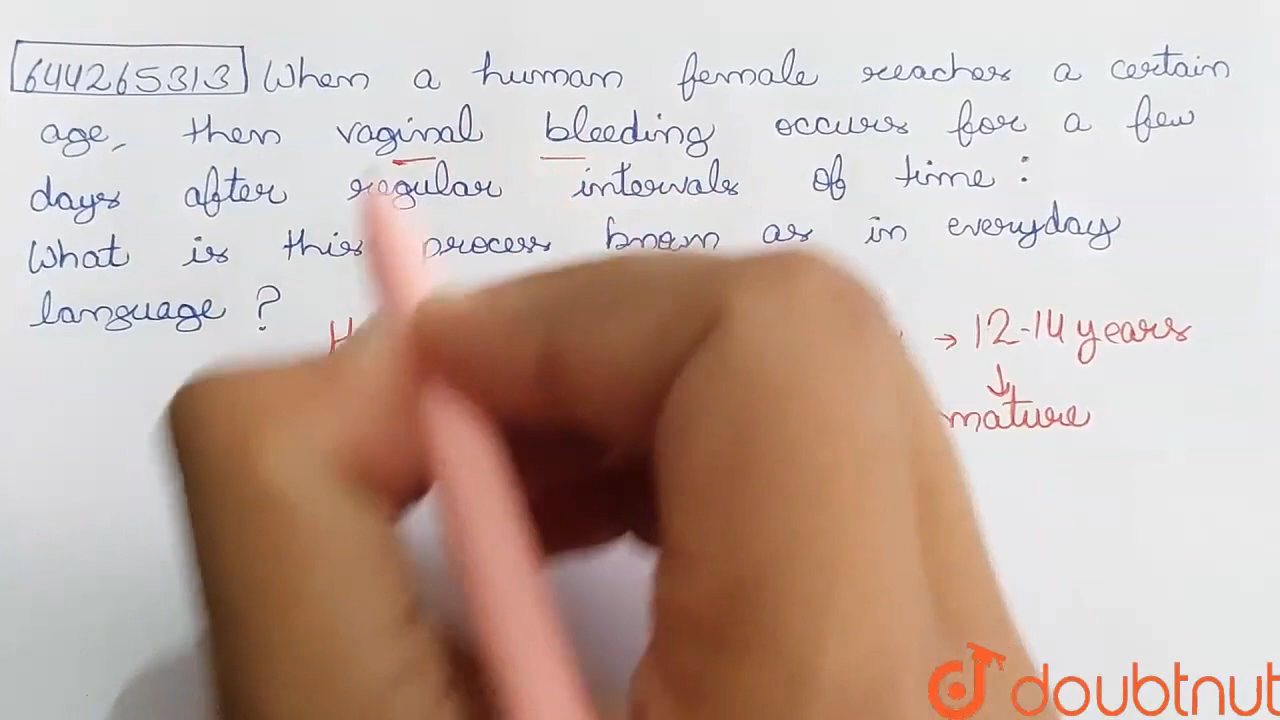 644265313 When a human female reaches a certain
age, then vaginal bleeding occurs for a few
days after regular intervals of time :
What is this process known as in everyday
language ?
→ 12-14 years
↓
mature
doubtnut